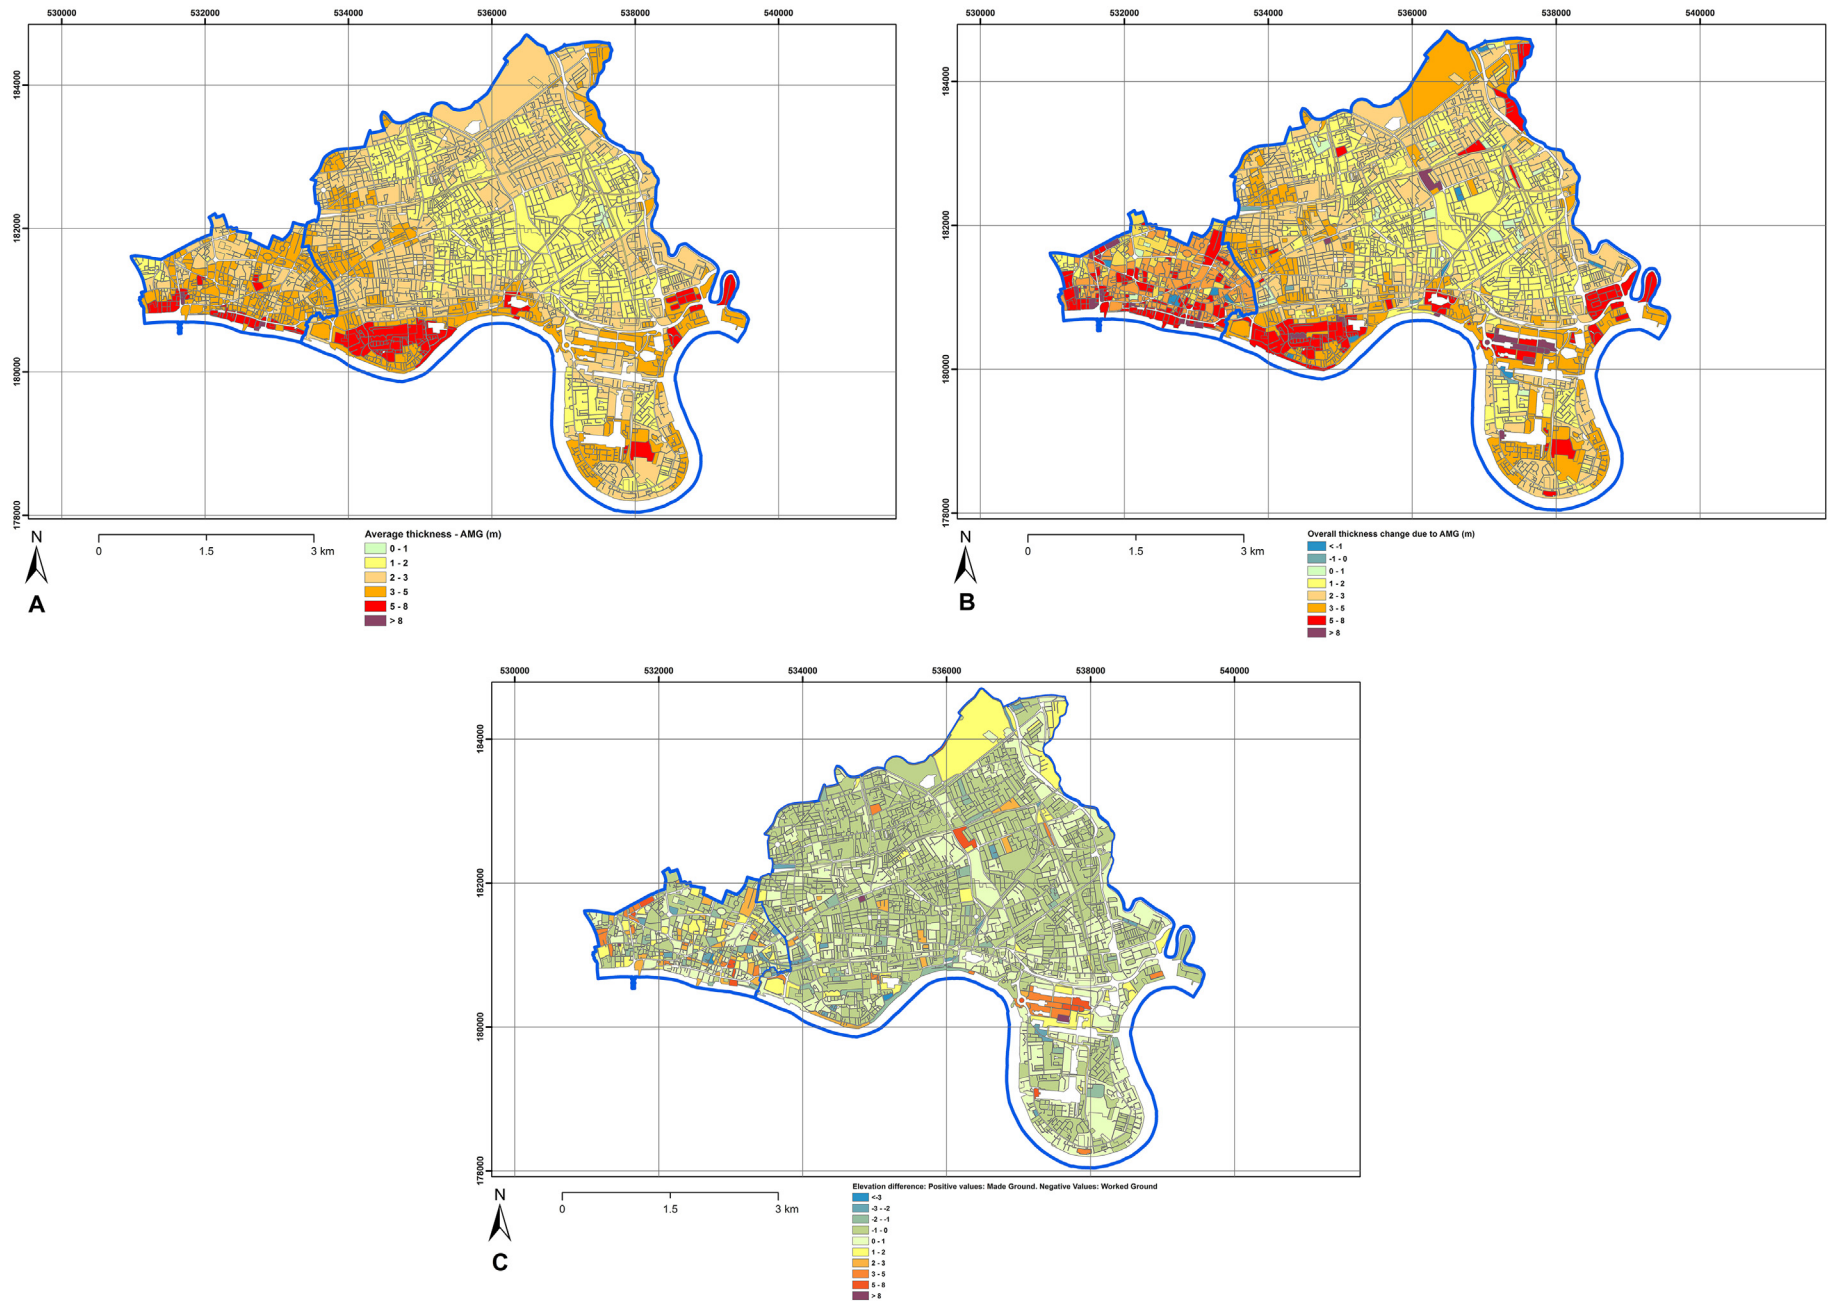 530000 532000 534000 536000 538000 540000
184000
182000
180000
178000
N
0 1.5 3 km
A
Average thickness - AMG (m)
0 - 1
1 - 2
2 - 3
3 - 5
5 - 8
> 8
530000 532000 534000 536000 538000 540000
184000
182000
180000
178000
N
0 1.5 3 km
B
Overall thickness change due to AMG (m)
< -1
-1 - 0
0 - 1
1 - 2
2 - 3
3 - 5
5 - 8
> 8
530000 532000 534000 536000 538000 540000
184000
182000
180000
178000
N
0 1.5 3 km
C
Elevation difference: Positive values: Made Ground. Negative Values: Worked Ground
<-3
-3 - -2
-2 - -1
-1 - 0
0 - 1
1 - 2
2 - 3
3 - 5
5 - 8
> 8